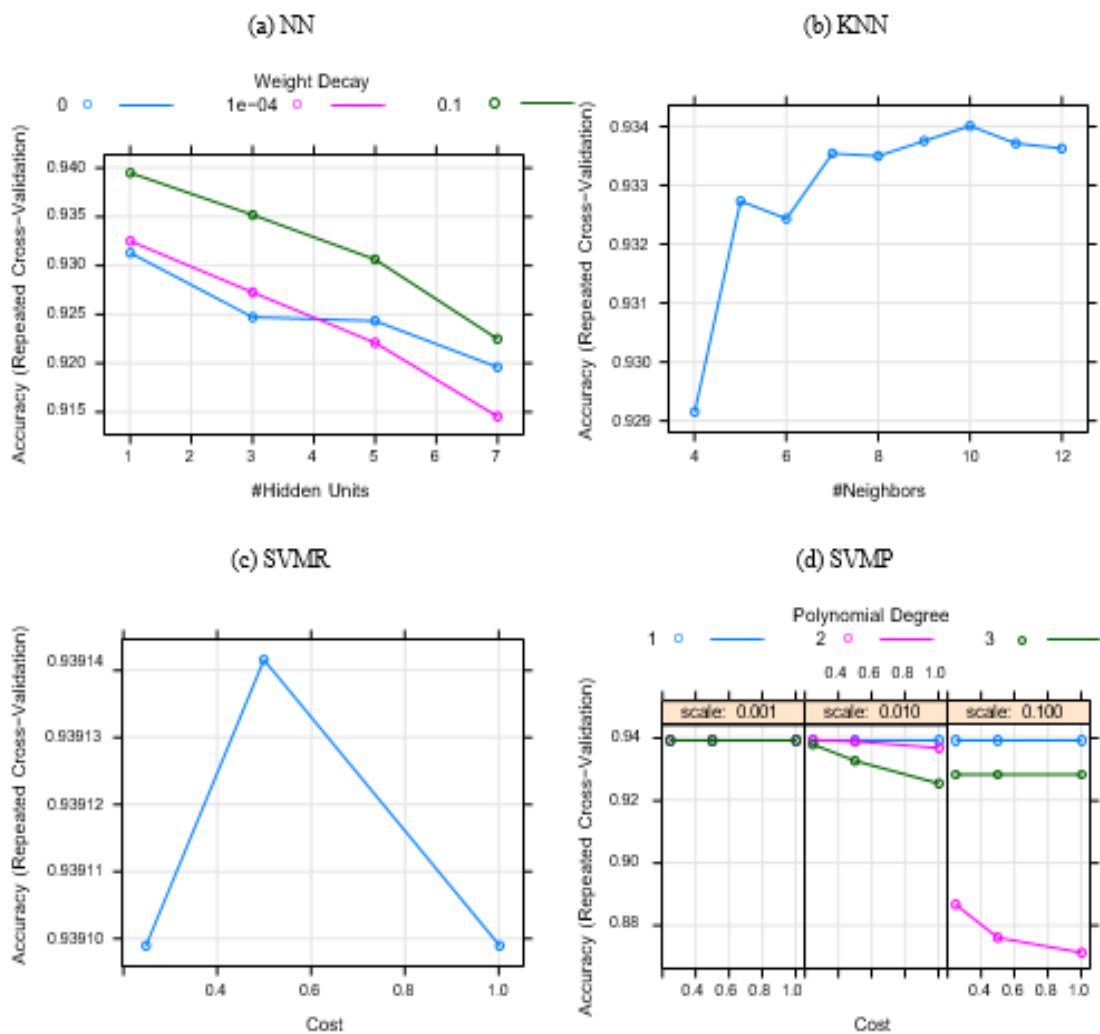 (a) NN
Weight Decay
0 1e-04 0.1
Accuracy (Repeated Cross-Validation)
0.940
0.935
0.930
0.925
0.920
0.915
1 2 3 4 5 6 7
#Hidden Units
(b) KNN
Accuracy (Repeated Cross-Validation)
0.934
0.933
0.932
0.931
0.930
0.929
4 6 8 10 12
#Neighbors
(c) SVMR
Accuracy (Repeated Cross-Validation)
0.93914
0.93913
0.93912
0.93911
0.93910
0.4 0.6 0.8 1.0
Cost
(d) SVMP
Polynomial Degree
1 2 3
0.4 0.6 0.8 1.0
scale: 0.001 scale: 0.010 scale: 0.100
Accuracy (Repeated Cross-Validation)
0.94
0.92
0.90
0.88
0.4 0.6 0.8 1.0 0.4 0.6 0.8 1.0
Cost